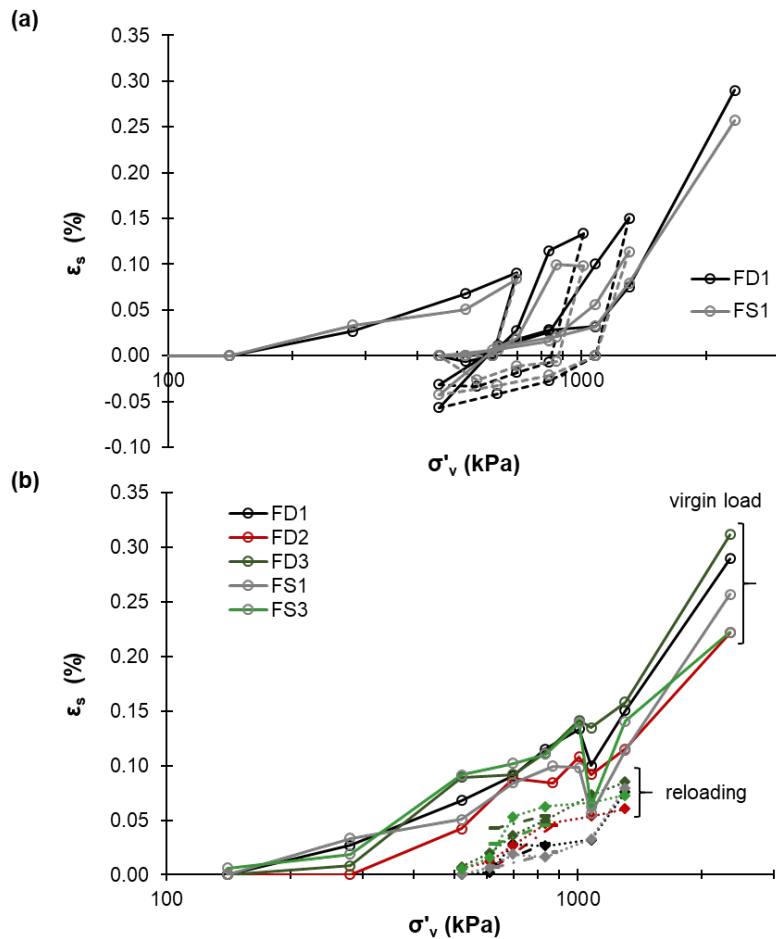 (a)
0.35
0.30
0.25
0.20
0.15
0.10
0.05
0.00
-0.05
-0.10
εs (%)
100
1000
FD1
FS1
σ'v (kPa)
(b)
0.35
0.30
0.25
0.20
0.15
0.10
0.05
0.00
εs (%)
FD1
FD2
FD3
FS1
FS3
virgin load
reloading
100
1000
σ'v (kPa)